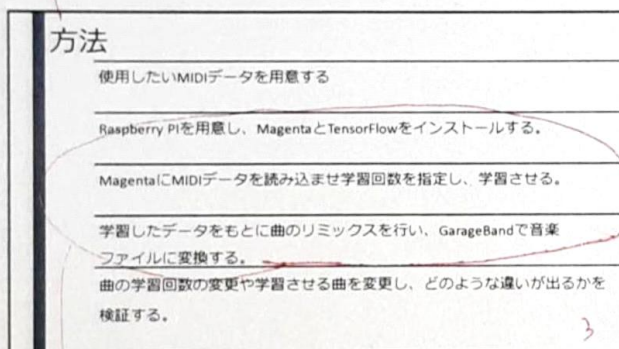 方法
使用したいMIDIデータを用意する
Raspberry PIを用意し、MagentaとTensorFlowをインストールする。
MagentaにMIDIデータを読み込ませ学習回数を指定し、学習させる。
学習したデータをもとに曲のリミックスを行い、GarageBandで音楽
ファイルに変換する。
曲の学習回数の変更や学習させる曲を変更し、どのような違いが出るかを
検証する。
3